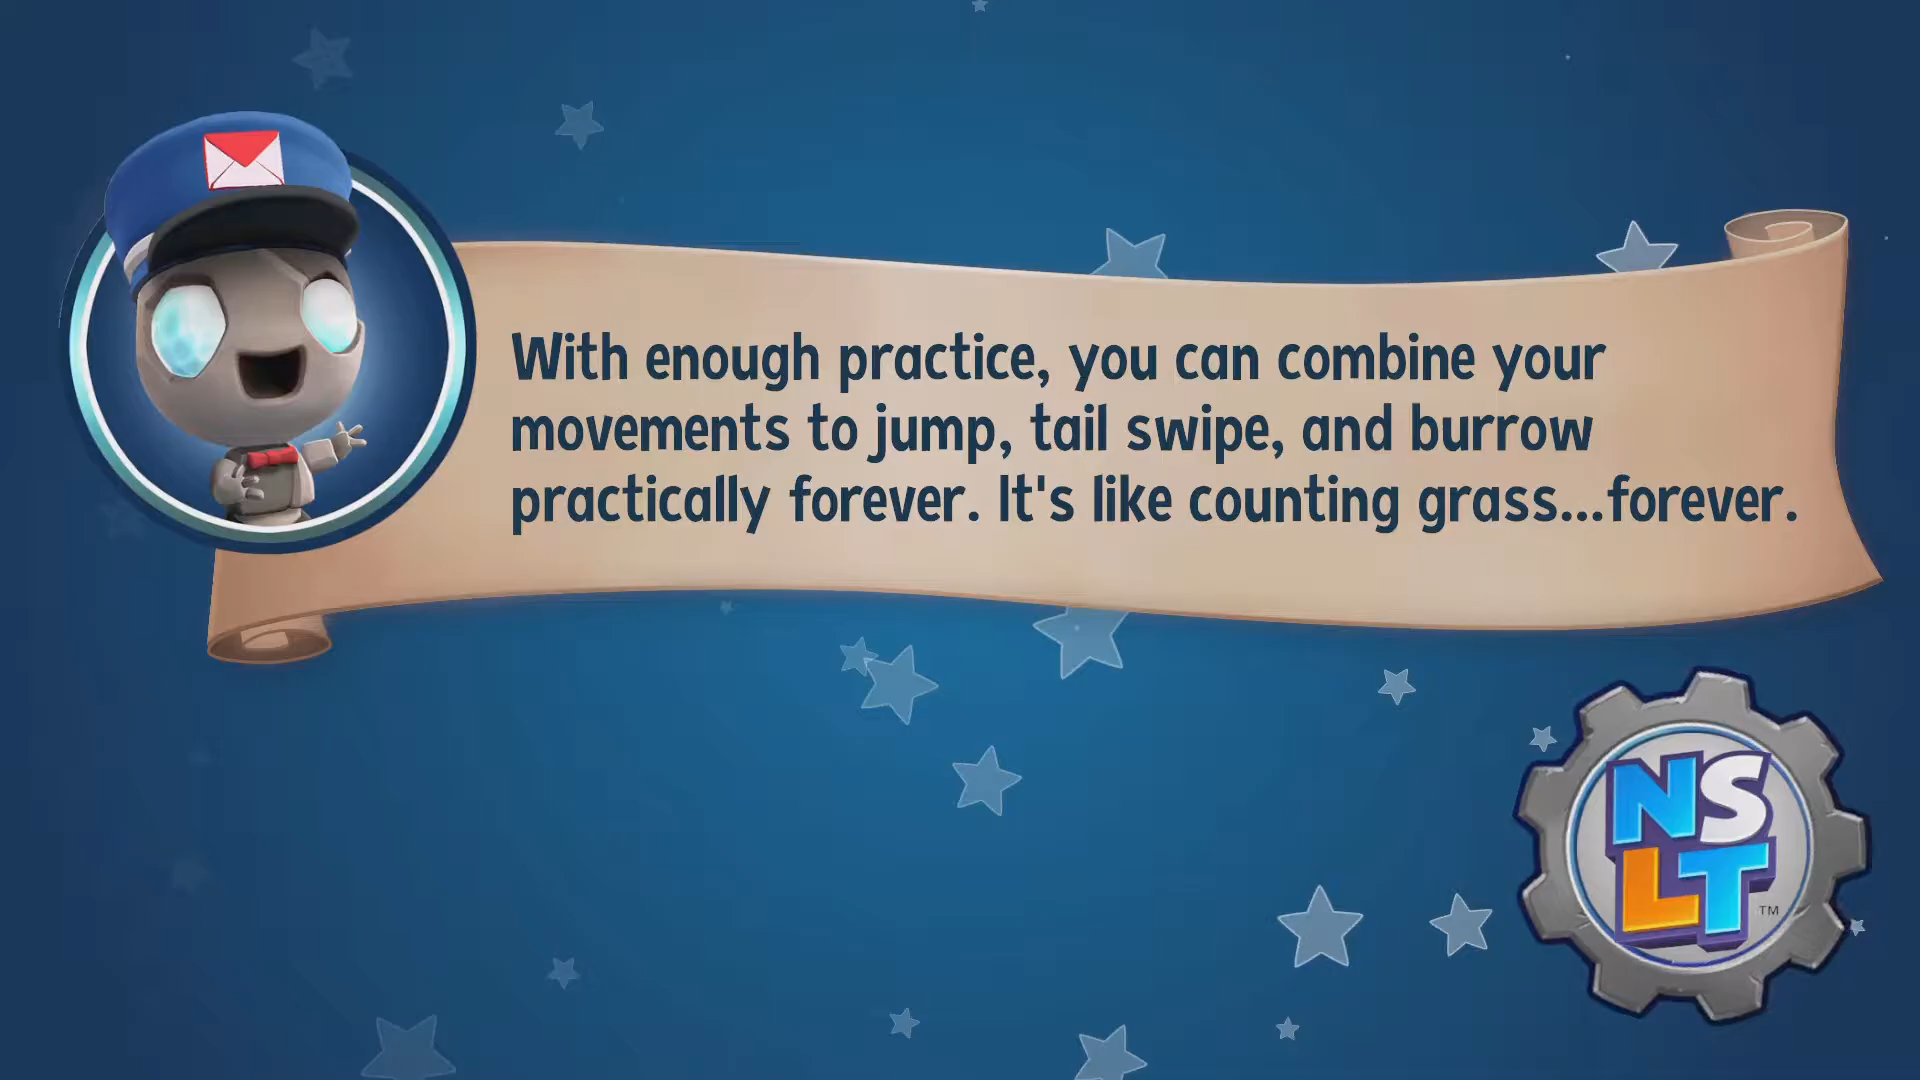 With enough practice, you can combine your
movements to jump, tail swipe, and burrow
practically forever. It's like counting grass...forever.
NS
LT
TM